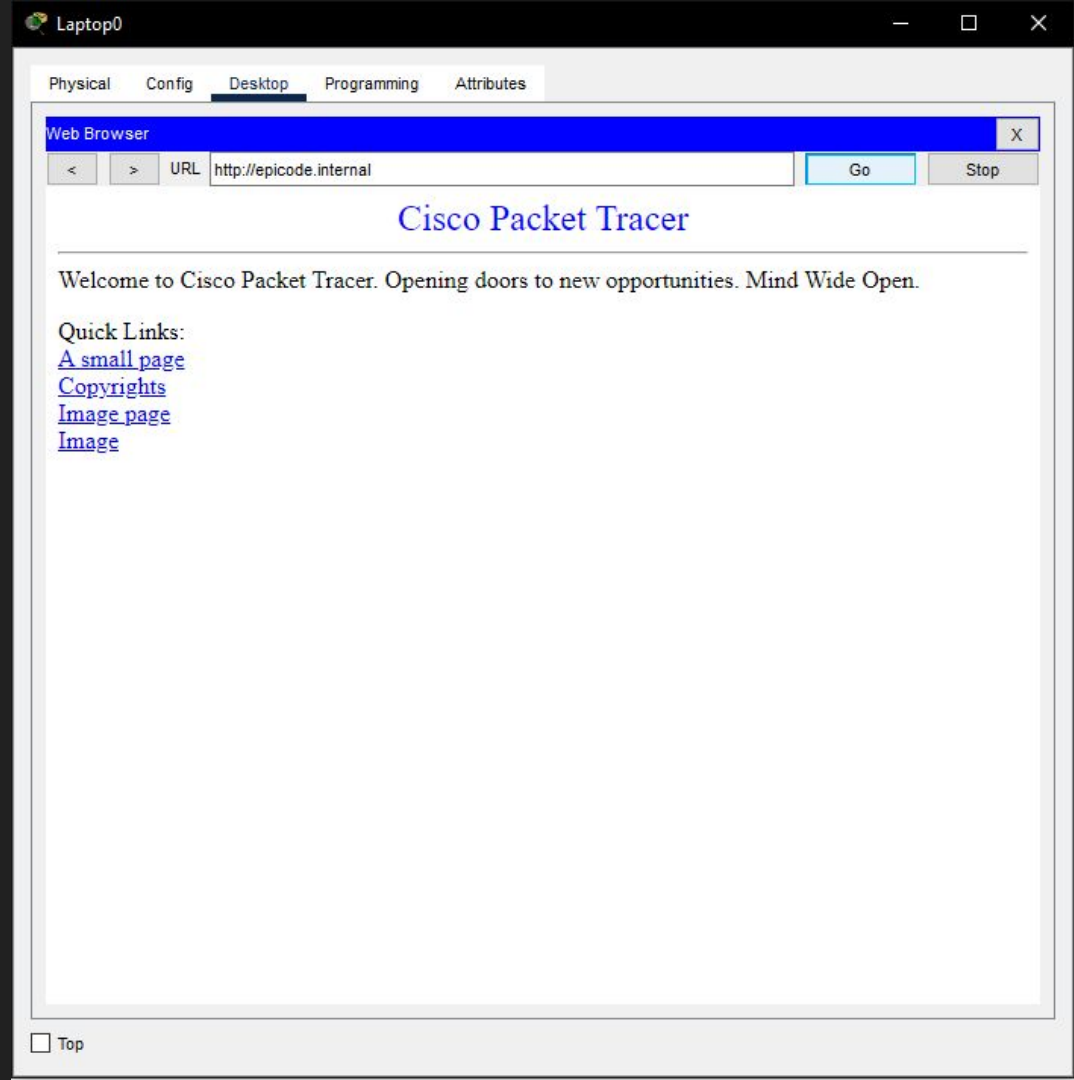 Laptop0
Physical Config Desktop Programming Attributes
Web Browser X
< > URL http://epicode.internal Go Stop
Cisco Packet Tracer
Welcome to Cisco Packet Tracer. Opening doors to new opportunities. Mind Wide Open.
Quick Links:
A small page
Copyrights
Image page
Image
Top